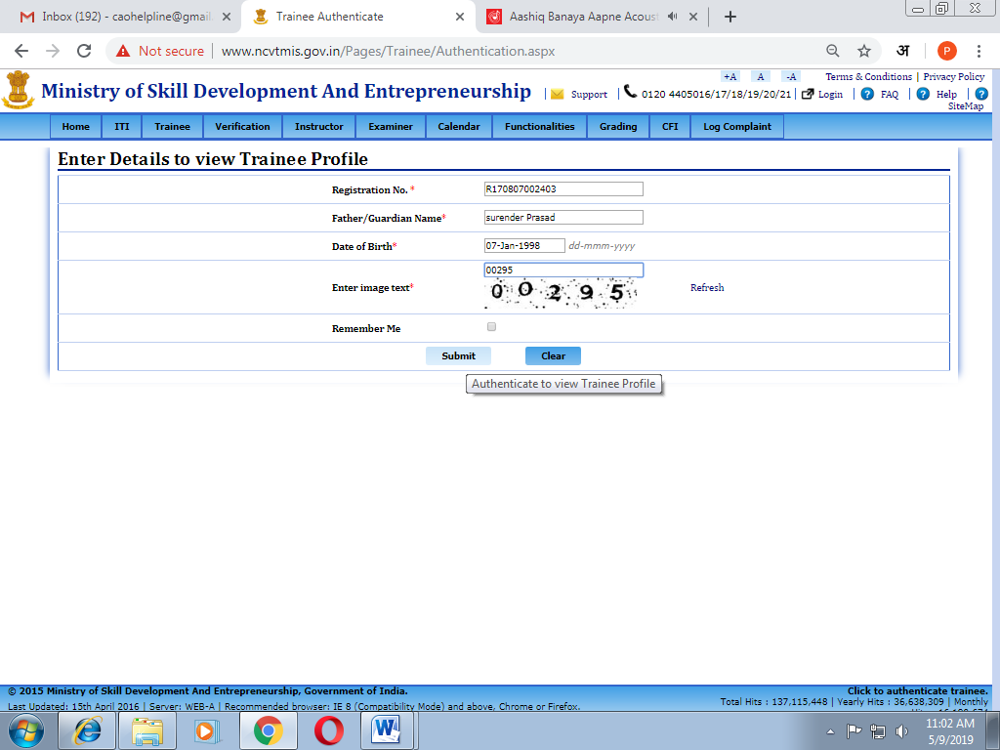 Inbox (192) - caohelpline@gmail.
Trainee Authenticate
Aashiq Banaya Aapne Acoust
Not secure
www.ncvtmis.gov.in/Pages/Trainee/Authentication.aspx
अ
P
+A A -A Terms & Conditions | Privacy Policy
Ministry of Skill Development And Entrepreneurship
| Support | 0120 4405016/17/18/19/20/21 | Login | ? FAQ | ? Help | ?
SiteMap
Home ITI Trainee Verification Instructor Examiner Calendar Functionalities Grading CFI Log Complaint
Enter Details to view Trainee Profile
Registration No. * R170807002403
Father/Guardian Name* surender Prasad
Date of Birth* 07-Jan-1998 dd-mmm-yyyy
00295
Enter image text* 00295 Refresh
Remember Me
Submit Clear
Authenticate to view Trainee Profile
© 2015 Ministry of Skill Development And Entrepreneurship, Government of India. Click to authenticate trainee.
Last Updated: 15th April 2016 | Server: WEB-A | Recommended browser: IE 8 (Compatibility Mode) and above, Chrome or Firefox. Total Hits : 137,115,448 | Yearly Hits : 36,638,309 | Monthly
11:02 AM
5/9/2019